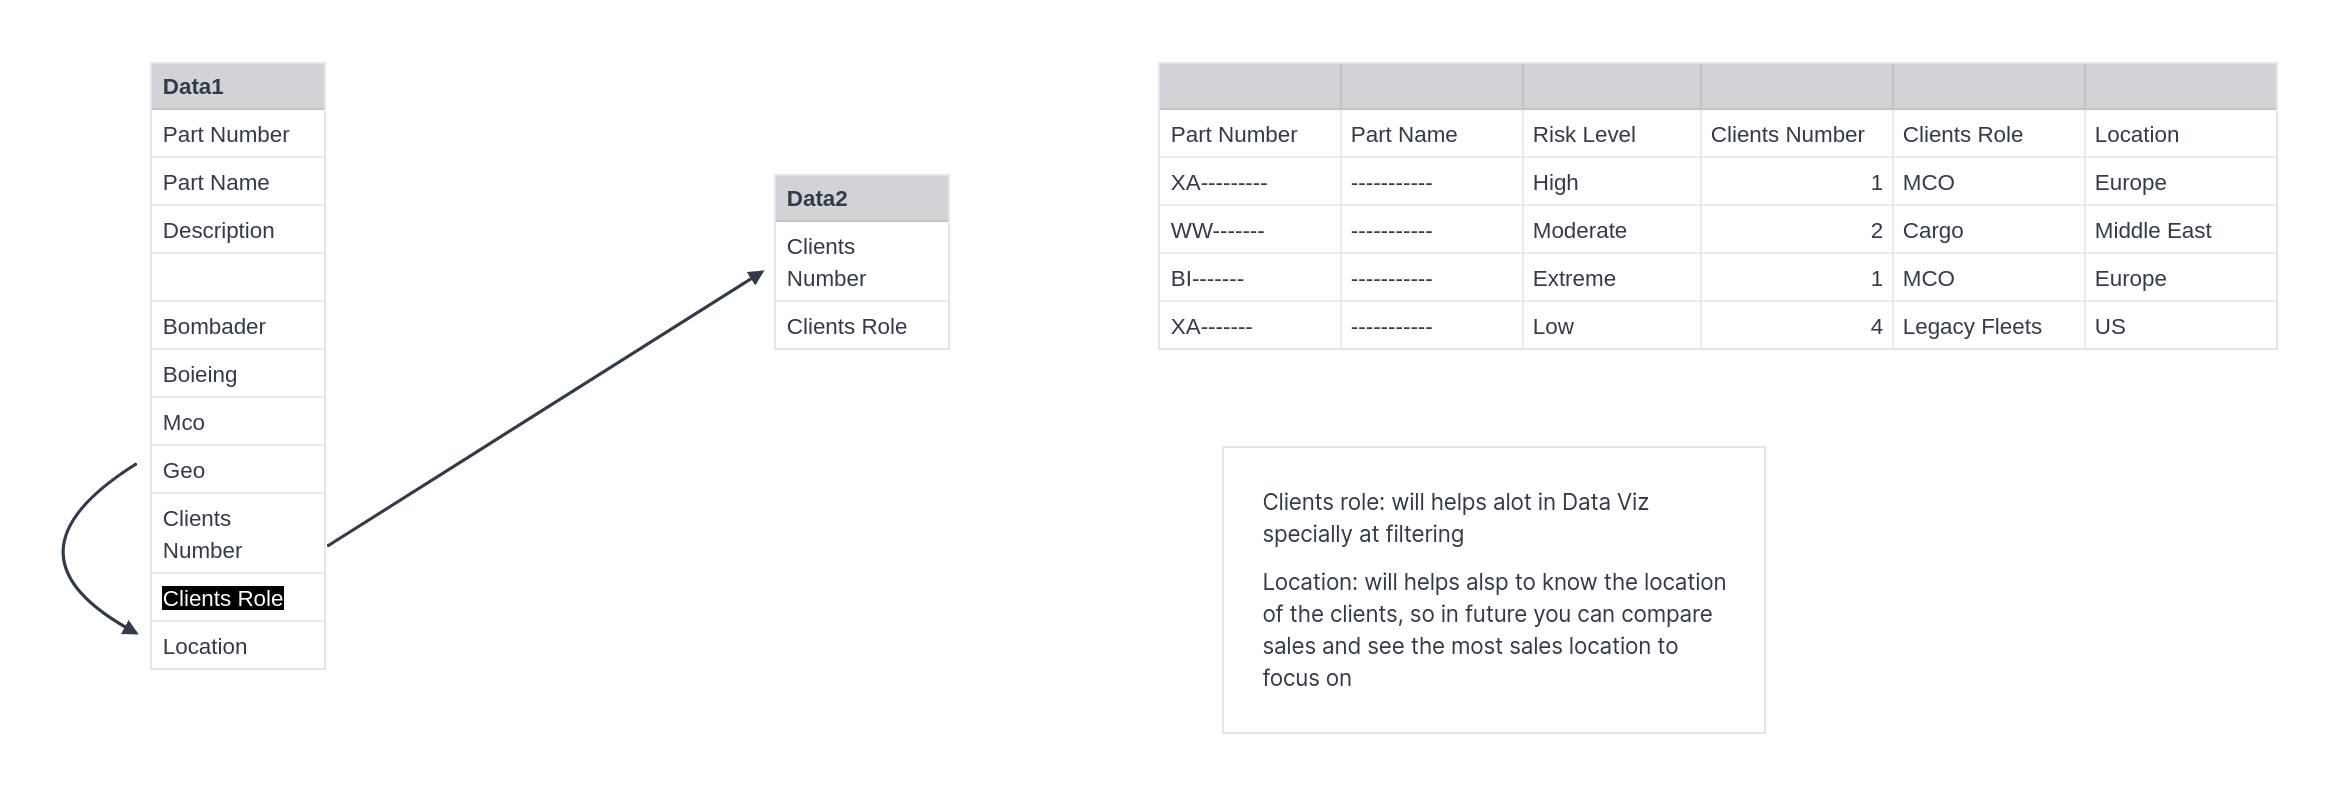 Data1
Part Number
Part Name
Description
Bombader
Boieing
Mco
Geo
Clients
Number
Clients Role
Location
Data2
Clients
Number
Clients Role
Part Number Part Name Risk Level Clients Number Clients Role Location
XA--------- ----------- High 1 MCO Europe
WW------- ----------- Moderate 2 Cargo Middle East
BI------- ----------- Extreme 1 MCO Europe
XA------- ----------- Low 4 Legacy Fleets US
Clients role: will helps alot in Data Viz
specially at filtering
Location: will helps alsp to know the location
of the clients, so in future you can compare
sales and see the most sales location to
focus on